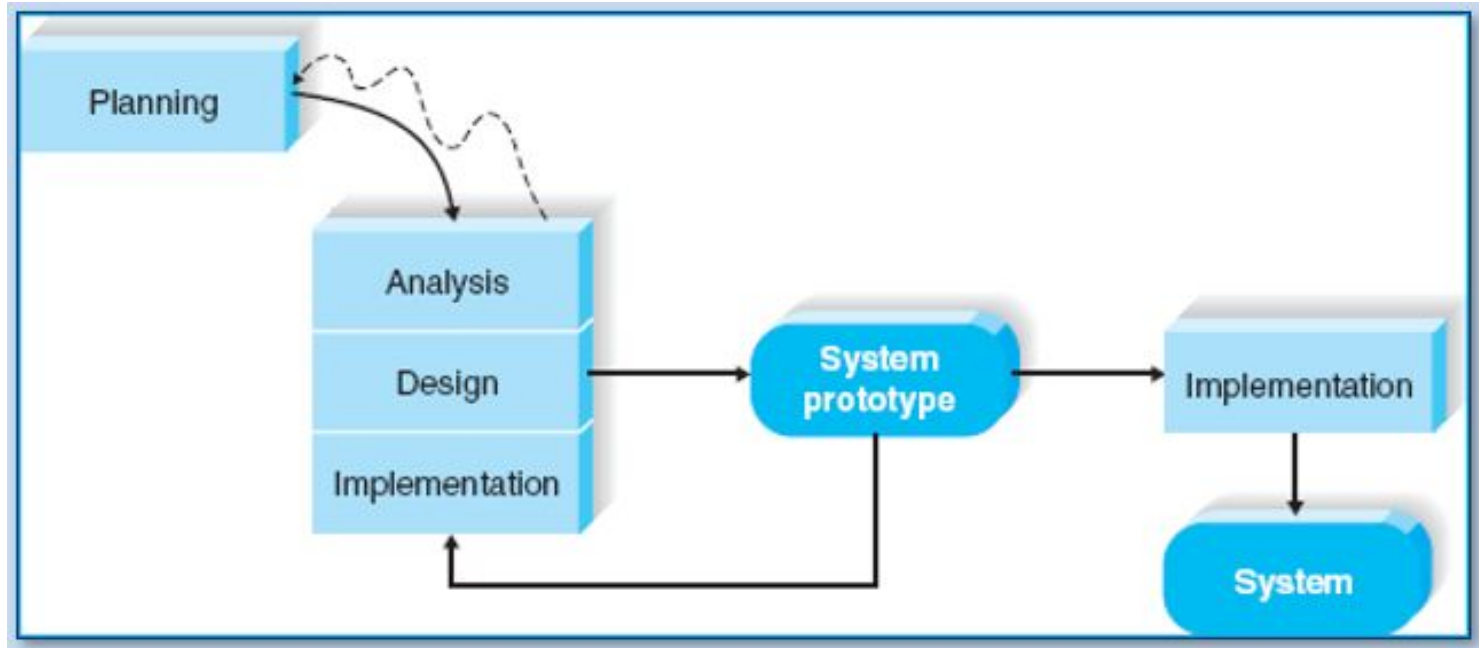 Planning
Analysis
Design
Implementation
System
prototype
Implementation
System